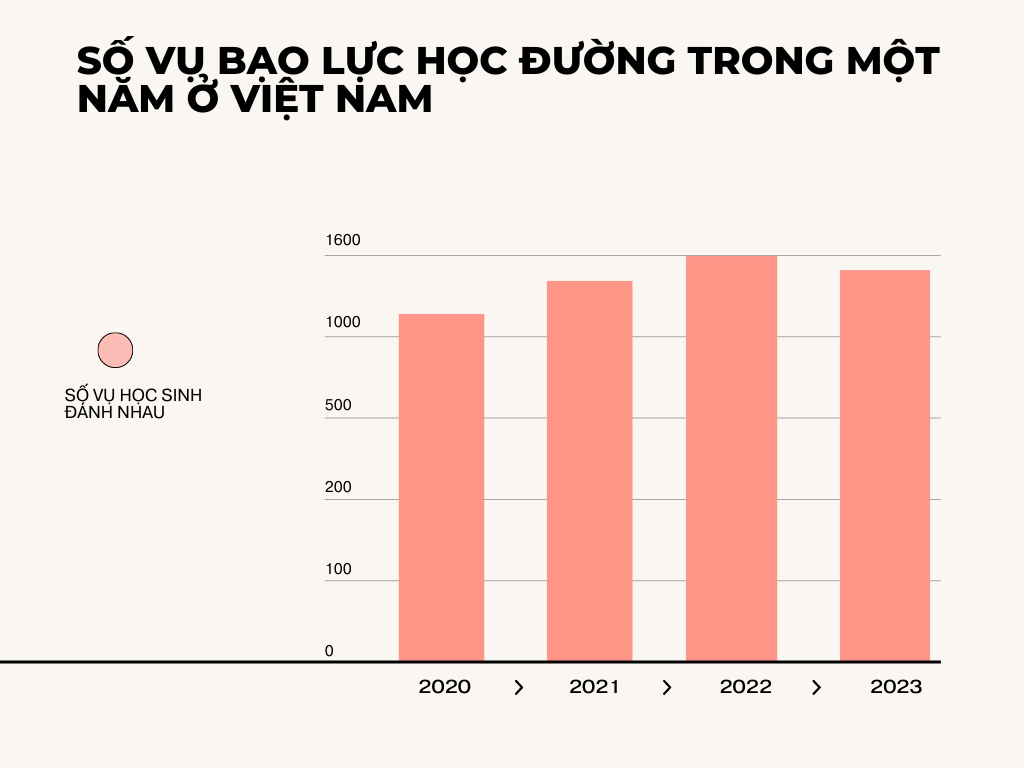 SỐ VỤ BẠO LỰC HỌC ĐƯỜNG TRONG MỘT
NĂM Ở VIỆT NAM
1600
1000
500
200
100
0
SỐ VỤ HỌC SINH
ĐÁNH NHAU
2020 > 2021 > 2022 > 2023